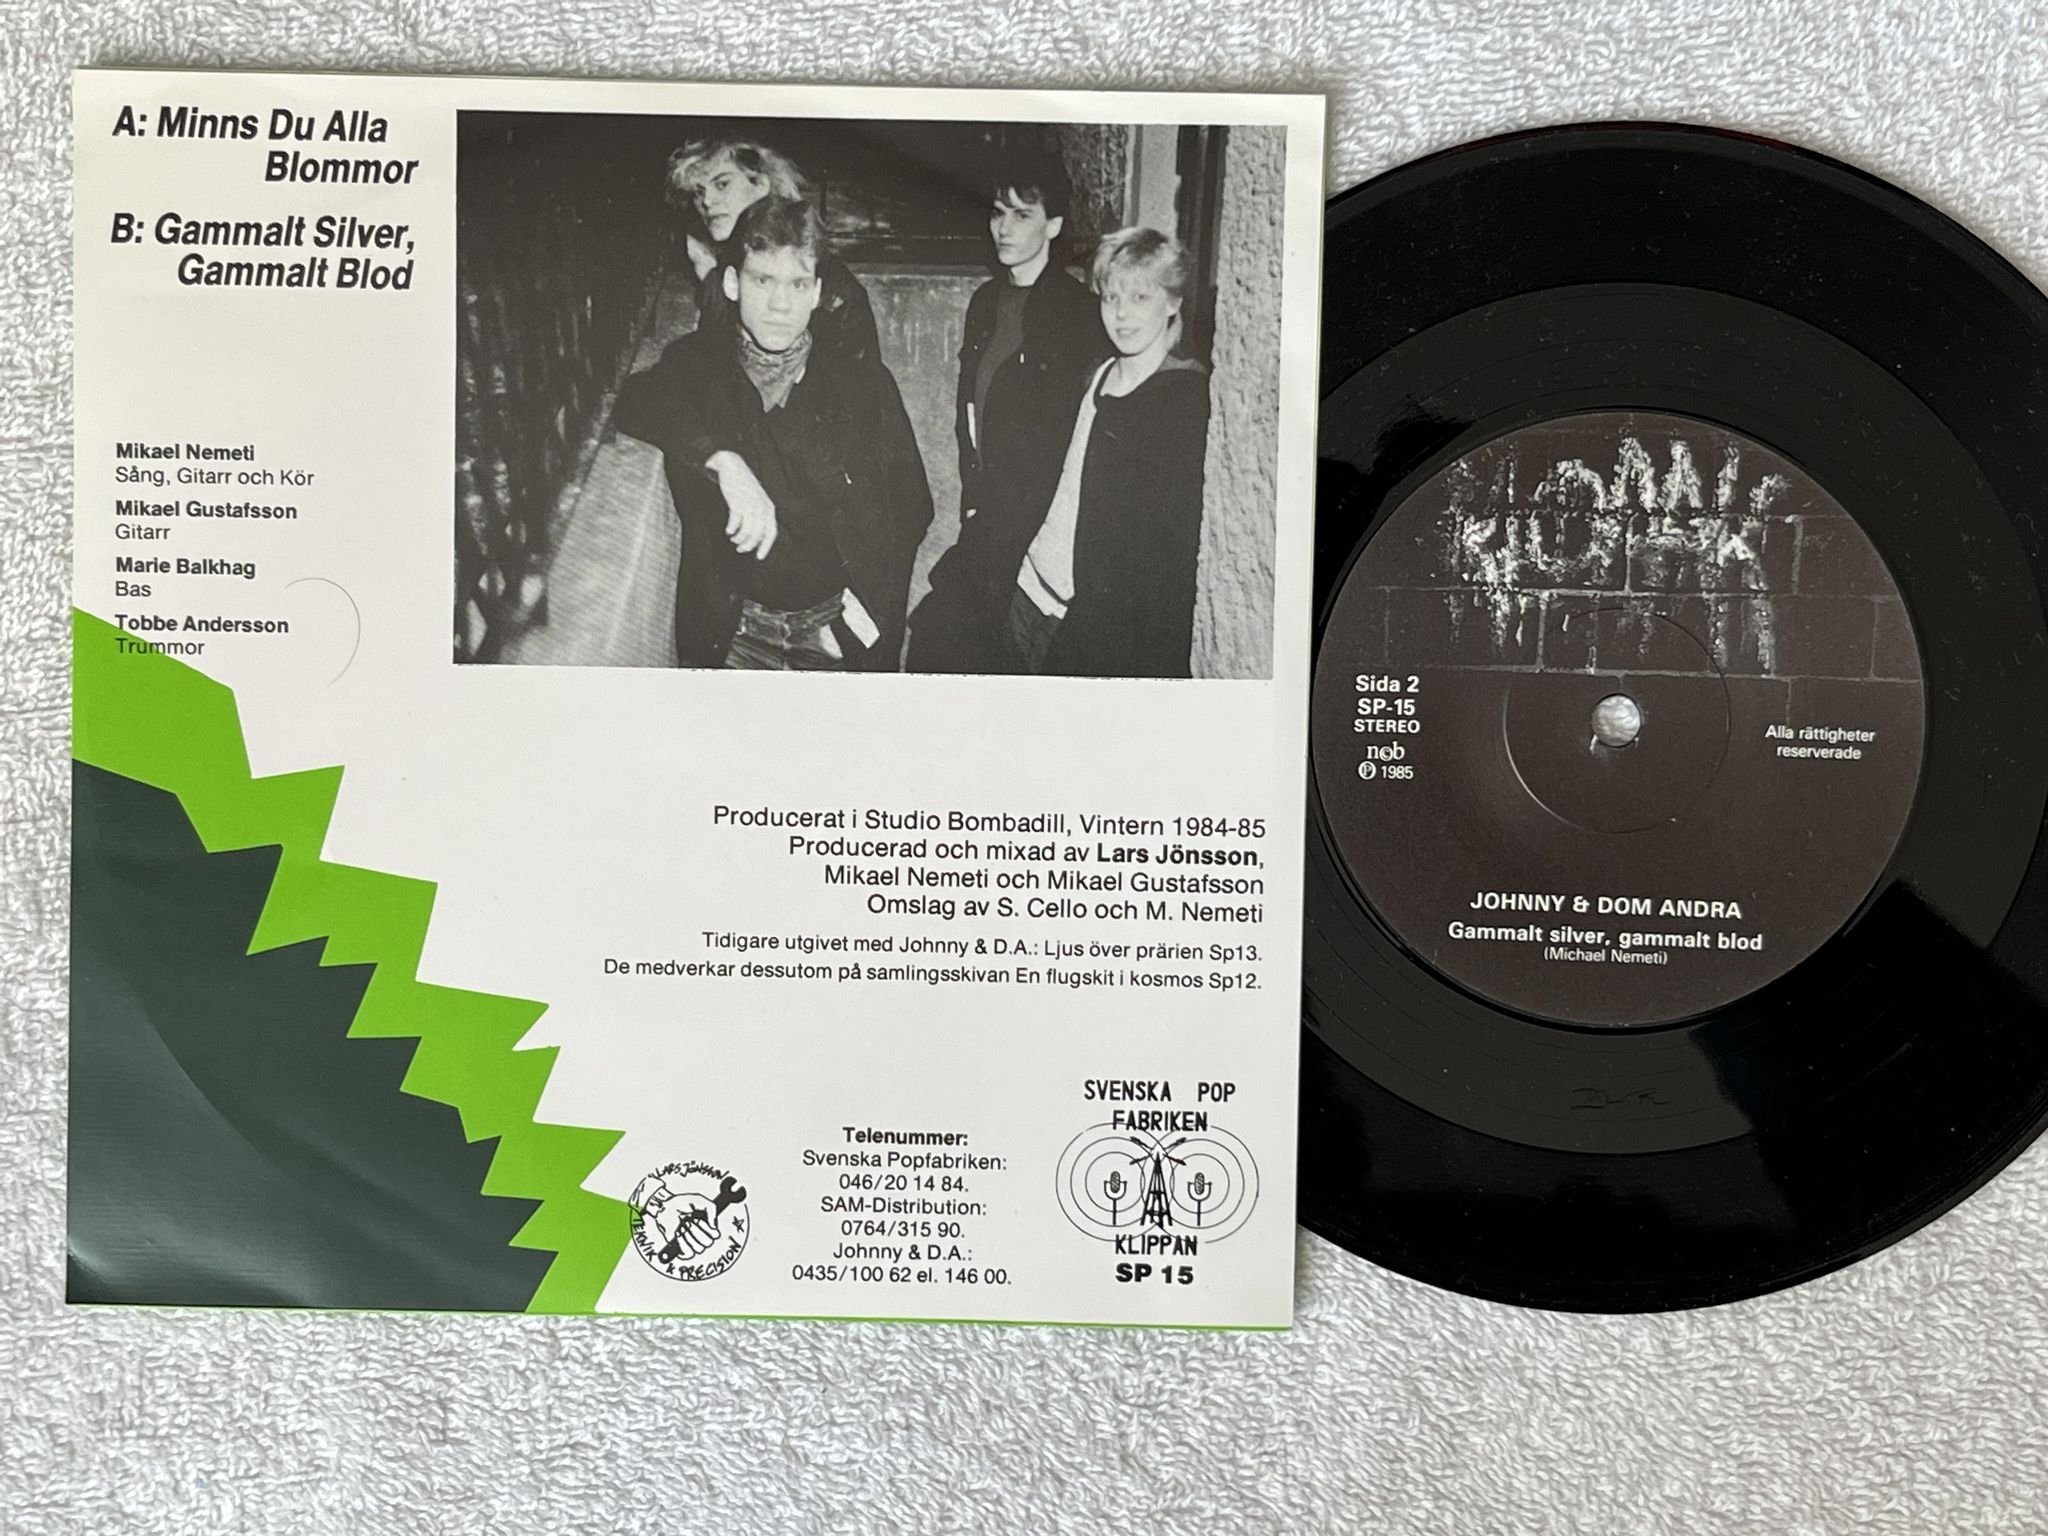 A: Minns Du Alla
Blommor
B: Gammalt Silver,
Gammalt Blod
Mikael Nemeti
Sång, Gitarr och Kör
Mikael Gustafsson
Gitarr
Marie Balkhag
Bas
Tobbe Andersson
Trummor
Producerat i Studio Bombadill, Vintern 1984-85
Producerad och mixad av Lars Jönsson,
Mikael Nemeti och Mikael Gustafsson
Omslag av S. Cello och M. Nemeti
Tidigare utgivet med Johnny & D.A.: Ljus över prärien Sp13.
De medverkar dessutom på samlingsskivan En flugskit i kosmos Sp12.
LARS JÖNSSON
TEKNIK & PRECISION
Telenummer:
Svenska Popfabriken:
046/20 14 84.
SAM-Distribution:
0764/315 90.
Johnny & D.A.:
0435/100 62 el. 146 00.
SVENSKA POP
FABRIKEN
KLIPPAN
SP 15
Sida 2
SP-15
STEREO
ncb
℗ 1985
Alla rättigheter
reserverade
JOHNNY & DOM ANDRA
Gammalt silver, gammalt blod
(Michael Nemeti)